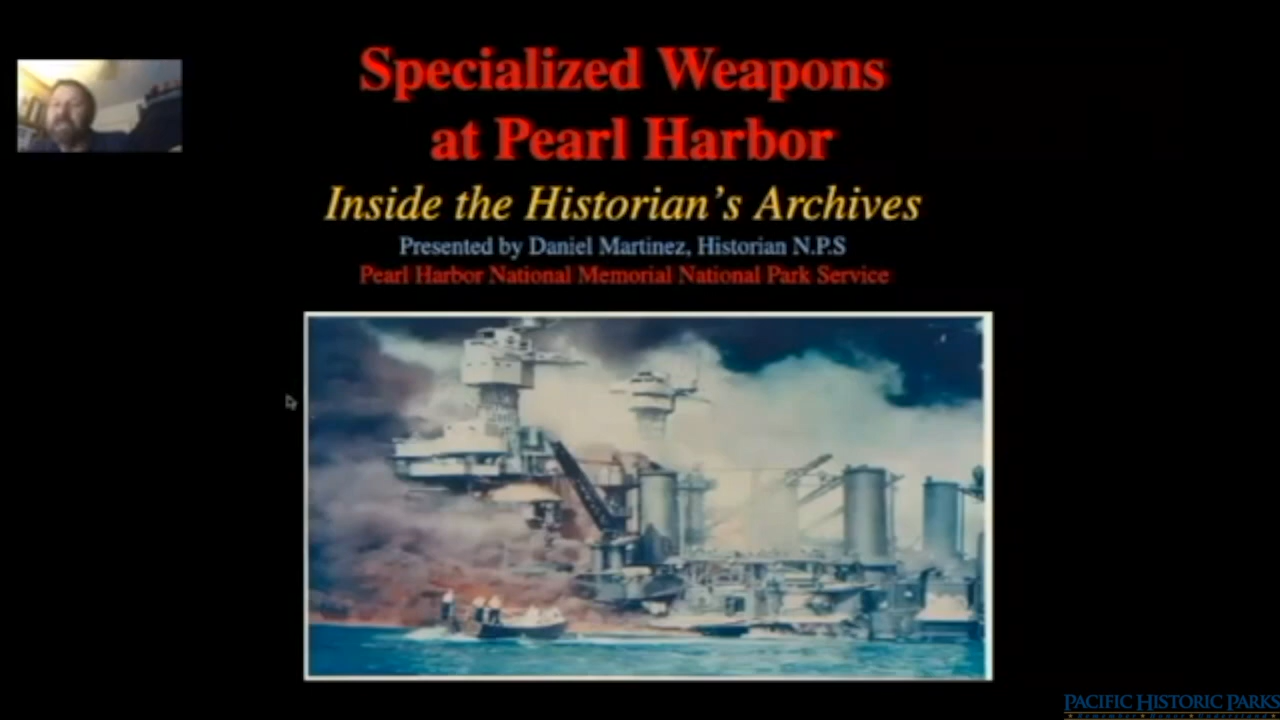 Specialized Weapons
at Pearl Harbor
Inside the Historian's Archives
Presented by Daniel Martinez, Historian N.P.S
Pearl Harbor National Memorial National Park Service
PACIFIC HISTORIC PARKS